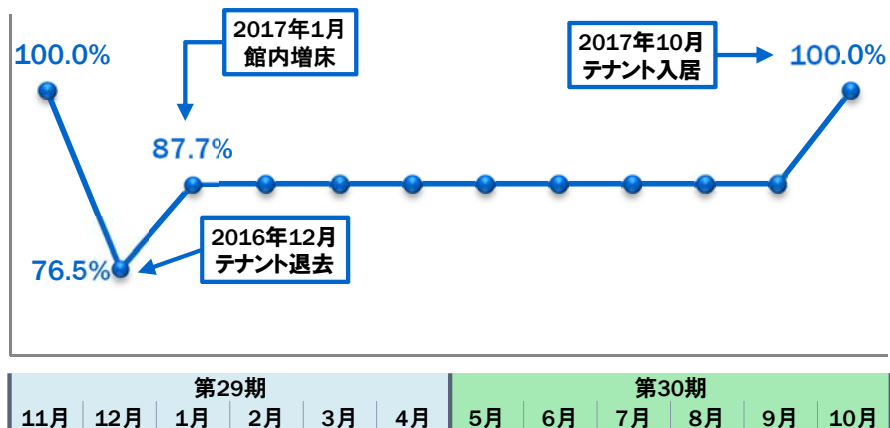 2017年1月
館内増床
2017年10月
テナント入居
100.0%
100.0%
87.7%
2016年12月
テナント退去
76.5%
第29期
第30期
11月 12月 1月 2月 3月 4月 5月 6月 7月 8月 9月 10月